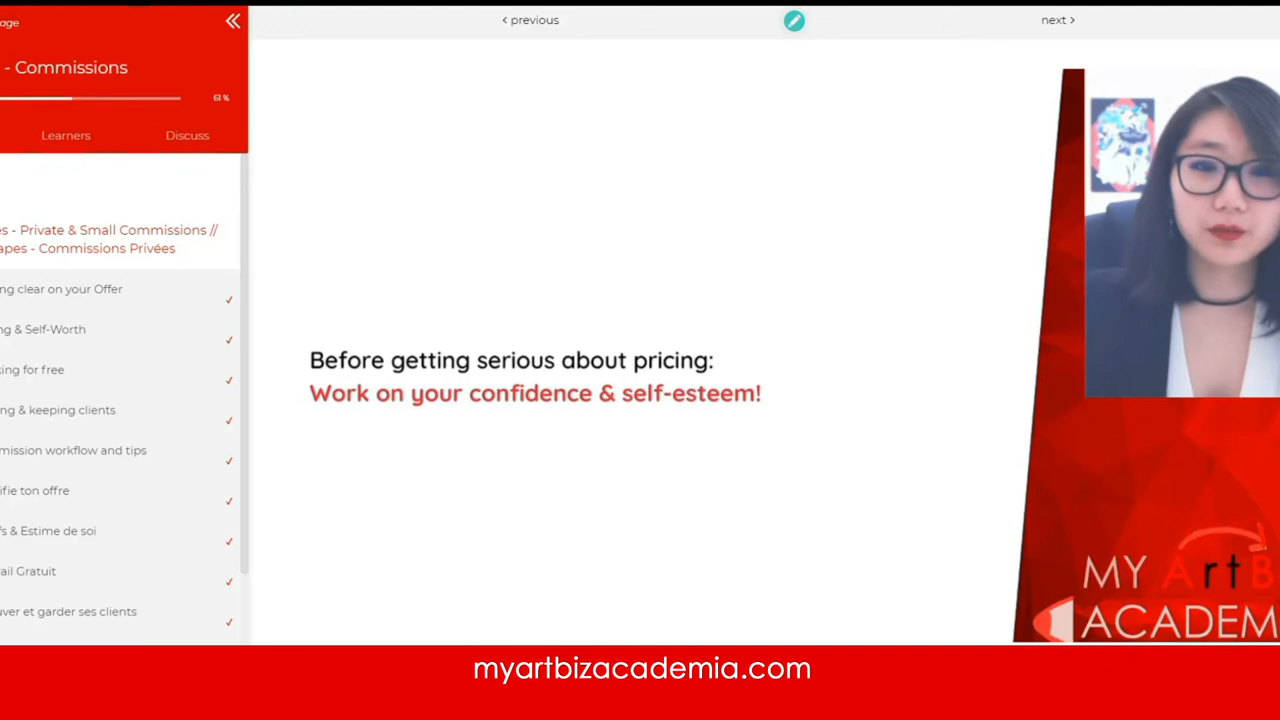 age
- Commissions
61 %
Learners
Discuss
es - Private & Small Commissions //
apes - Commissions Privées
ng clear on your Offer
ng & Self-Worth
king for free
ng & keeping clients
mission workflow and tips
ifie ton offre
fs & Estime de soi
ail Gratuit
uver et garder ses clients
< previous
next >
Before getting serious about pricing:
Work on your confidence & self-esteem!
MY ArtB
ACADEM
myartbizacademia.com